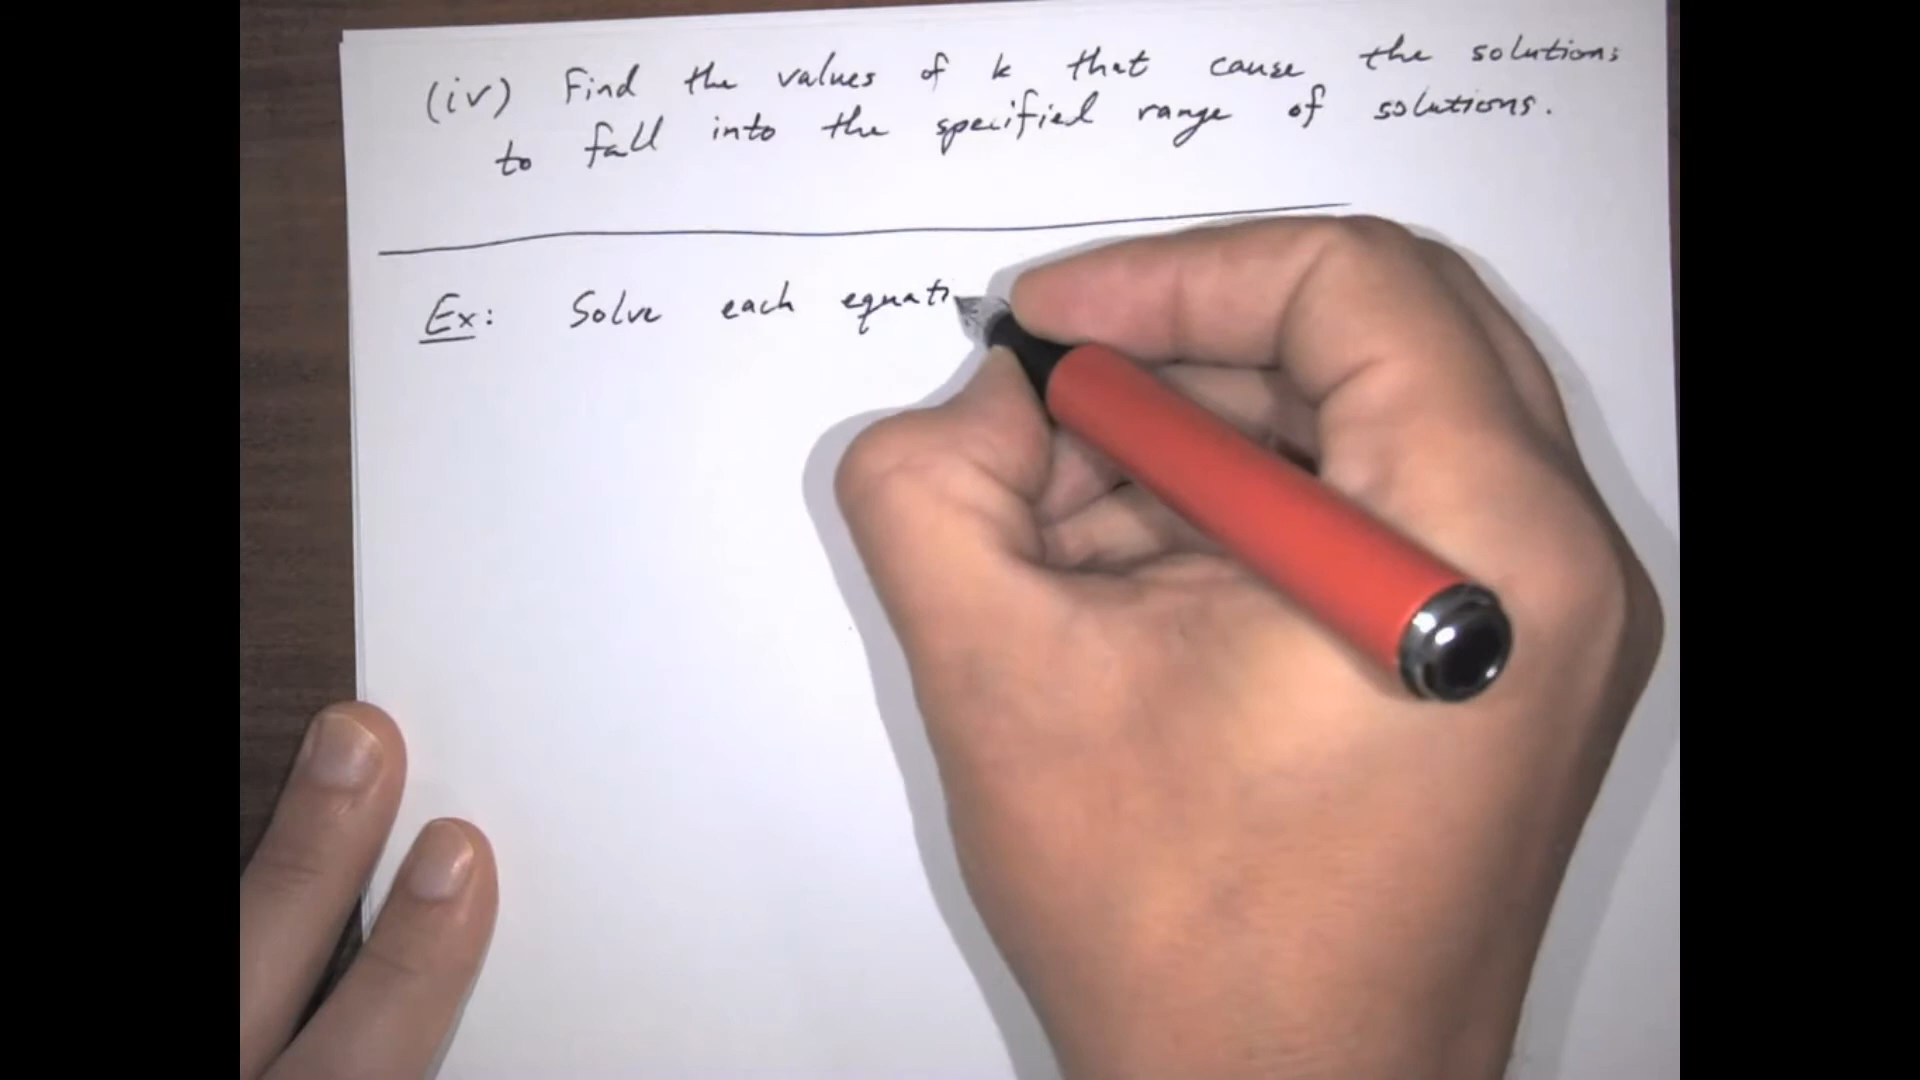 (iv) Find the values of k that cause the solutions
to fall into the specified range of solutions.
Ex: Solve each equati